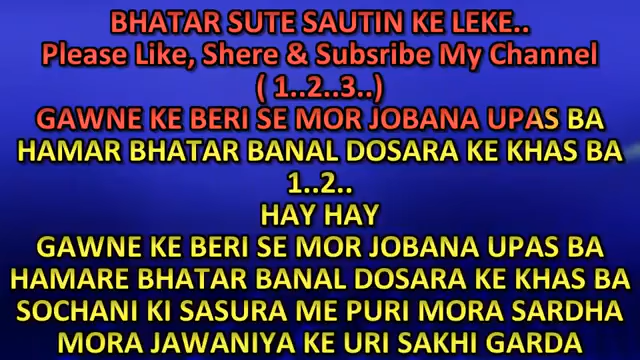 BHATAR SUTE SAUTIN KE LEKE..
Please Like, Shere & Subsribe My Channel
( 1..2..3..)
GAWNE KE BERI SE MOR JOBANA UPAS BA
HAMAR BHATAR BANAL DOSARA KE KHAS BA
1..2..
HAY HAY
GAWNE KE BERI SE MOR JOBANA UPAS BA
HAMARE BHATAR BANAL DOSARA KE KHAS BA
SOCHANI KI SASURA ME PURI MORA SARDHA
MORA JAWANIYA KE URI SAKHI GARDA